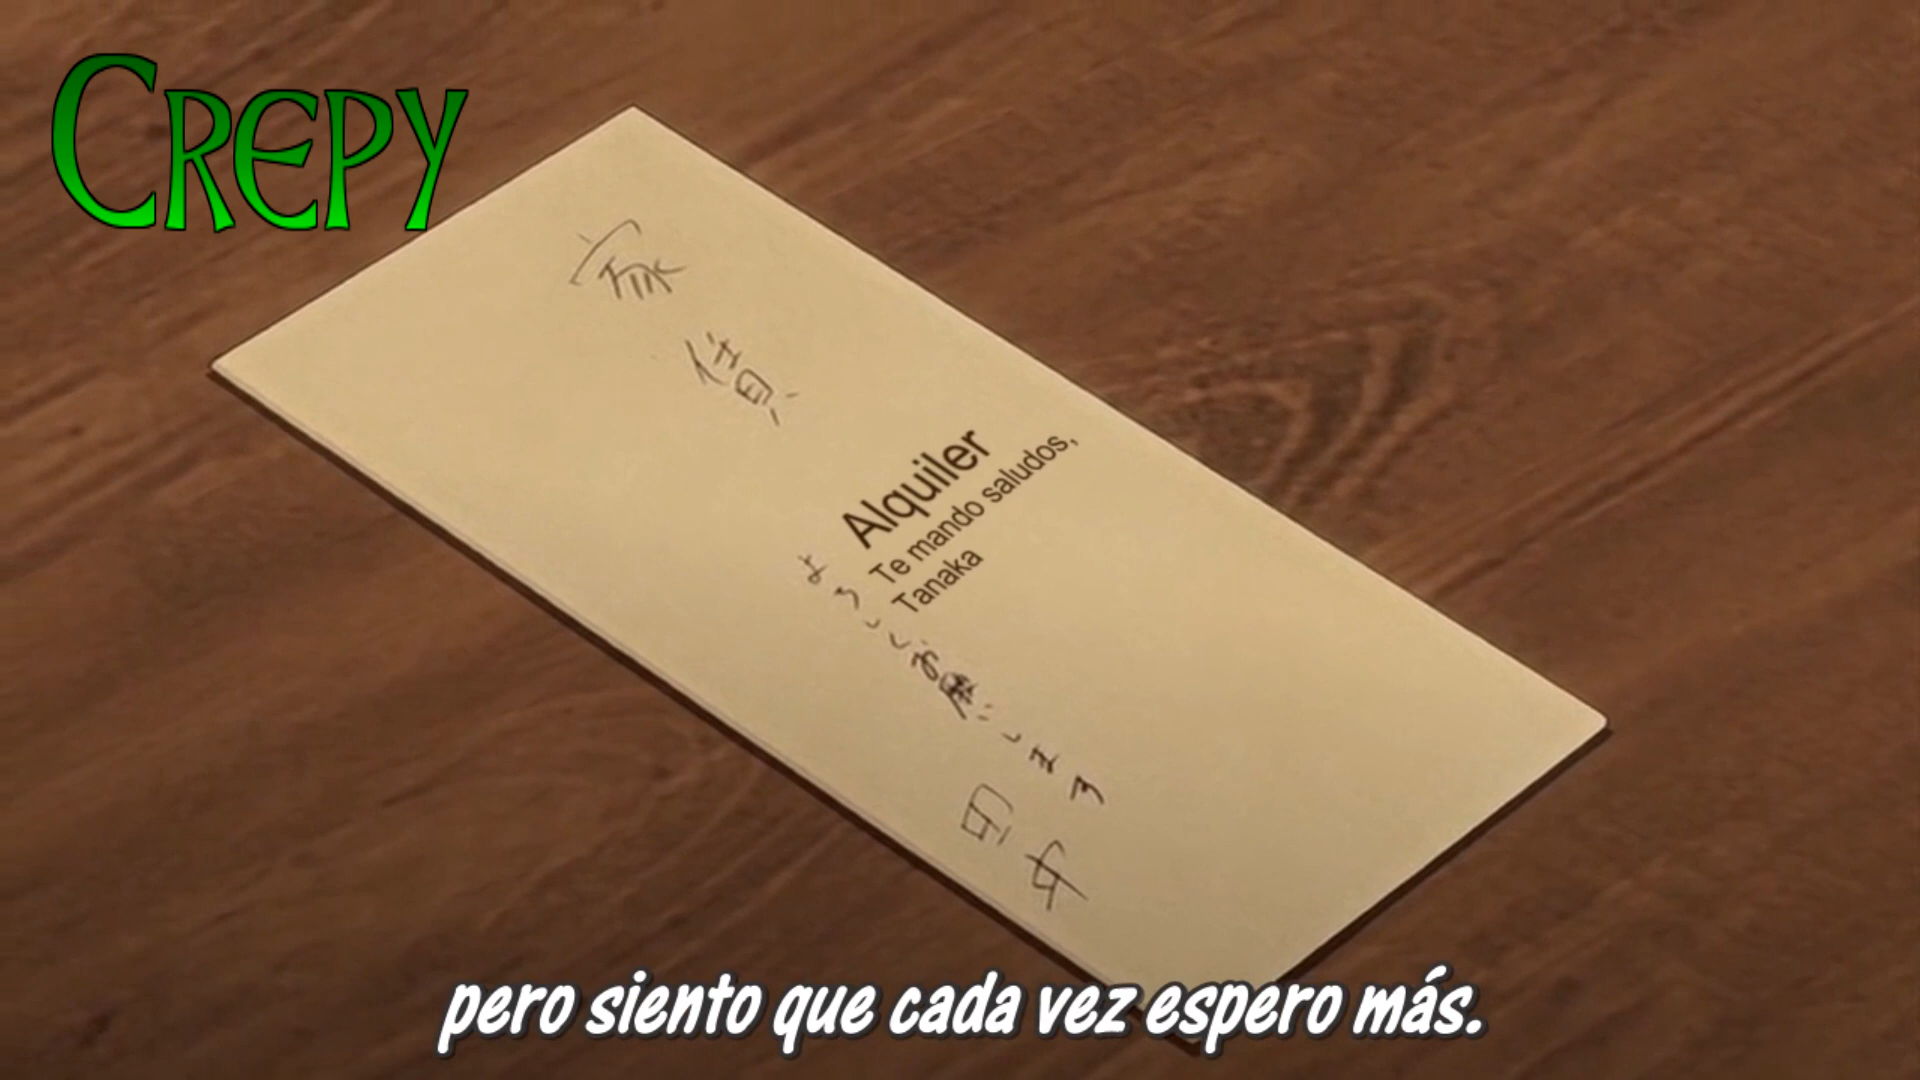 CREPY
家賃
Alquiler
Te mando saludos,
Tanaka
よろしくお願いします
田中
pero siento que cada vez espero más.